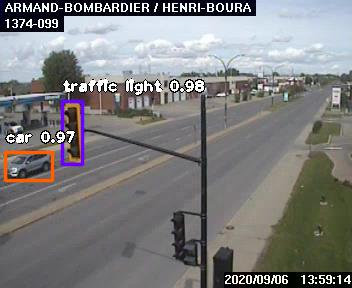 ARMAND-BOMBARDIER / HENRI-BOURA
1374-099
traffic light 0.98
car 0.97
2020/09/06 13:59:14